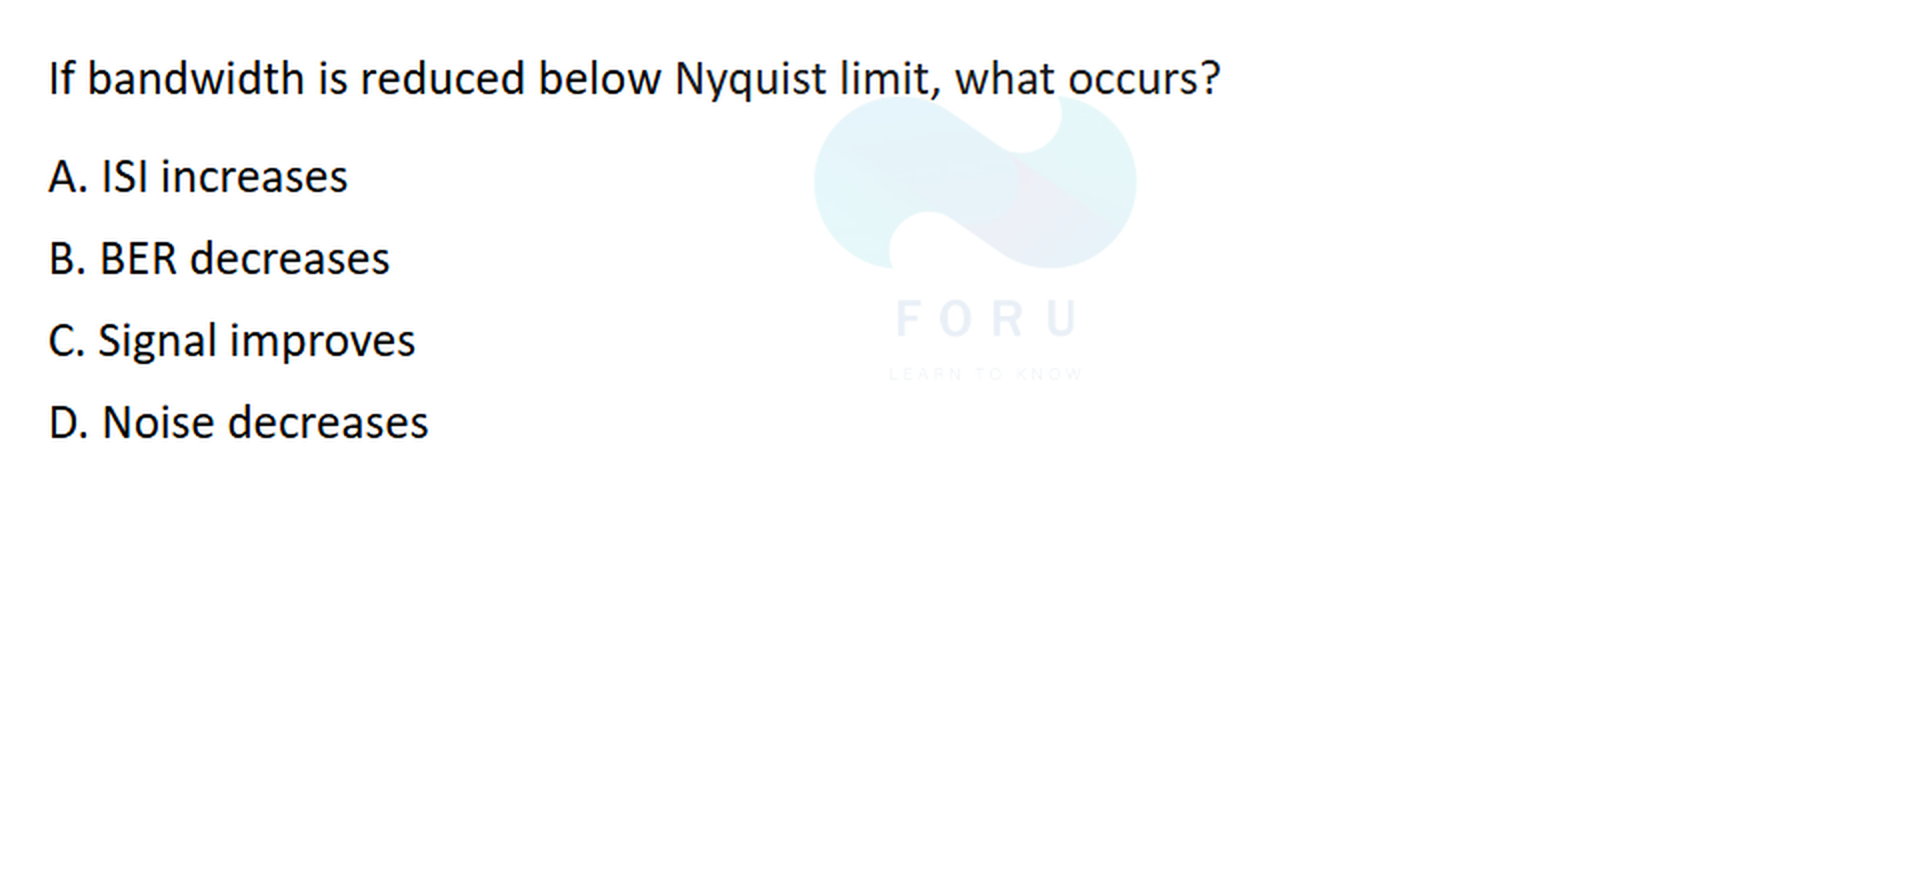 If bandwidth is reduced below Nyquist limit, what occurs?
A. ISI increases
B. BER decreases
C. Signal improves
FORU
LEARN TO KNOW
D. Noise decreases